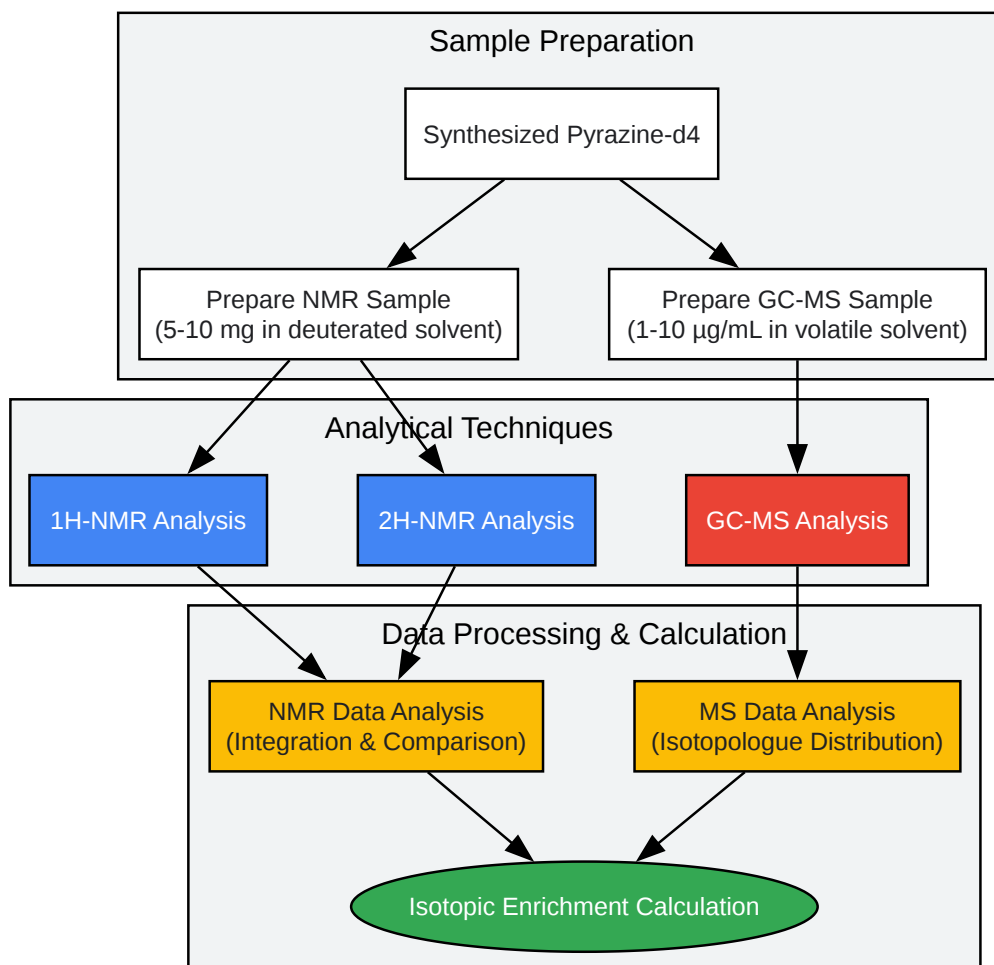 Sample Preparation
Synthesized Pyrazine-d4
Prepare NMR Sample
(5-10 mg in deuterated solvent)
Prepare GC-MS Sample
(1-10 µg/mL in volatile solvent)
Analytical Techniques
1H-NMR Analysis
2H-NMR Analysis
GC-MS Analysis
Data Processing & Calculation
NMR Data Analysis
(Integration & Comparison)
MS Data Analysis
(Isotopologue Distribution)
Isotopic Enrichment Calculation